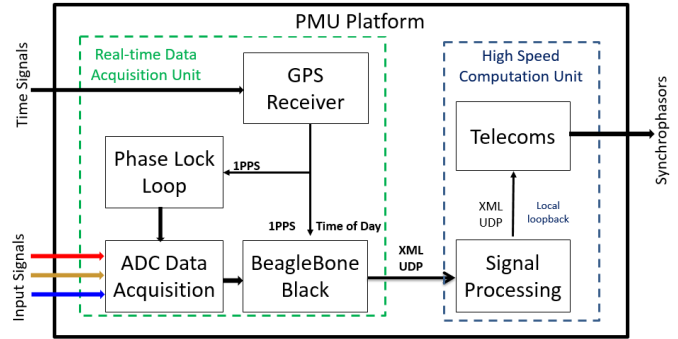 PMU Platform
Real-time Data
Acquisition Unit
High Speed
Computation Unit
Time Signals
GPS
Receiver
Telecoms
Synchrophasors
Phase Lock
Loop
1PPS
XML
UDP
Local
loopback
1PPS
Time of Day
Input Signals
ADC Data
Acquisition
BeagleBone
Black
XML
UDP
Signal
Processing